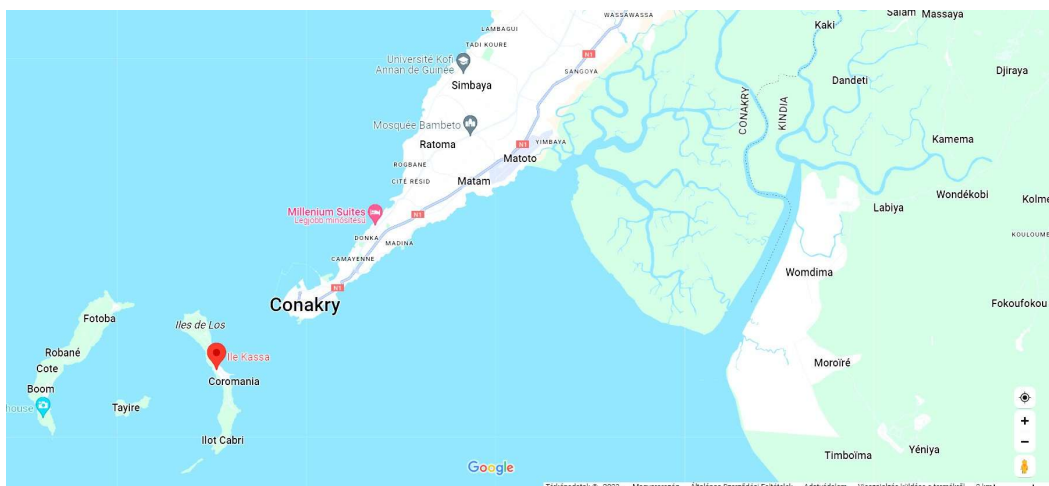 WASSAWASSA
Salam
Massaya
Kaki
LAMBAGUI
TADI KOURE
N1
Université Kofi
Annan de Guinée
SANGOYA
Djiraya
Simbaya
Dandeti
CONAKRY
KINDIA
Mosquée Bambeto
Ratoma
N1
YIMBAYA
Kamema
Matoto
ROGBANE
CITÉ RÉSID
Matam
Wondékobi
Kolme
Labiya
Millenium Suites
Legjobb minősítésű
N1
DONKA
MADINA
KOULOUME
CAMAYENNE
Womdima
N1
Conakry
Fokoufokou
Fotoba
Iles de Los
Robané
Ile Kassa
Cote
Moroïré
Coromania
Boom
house
Tayire
Ilot Cabri
Yéniya
Timboïma
Google